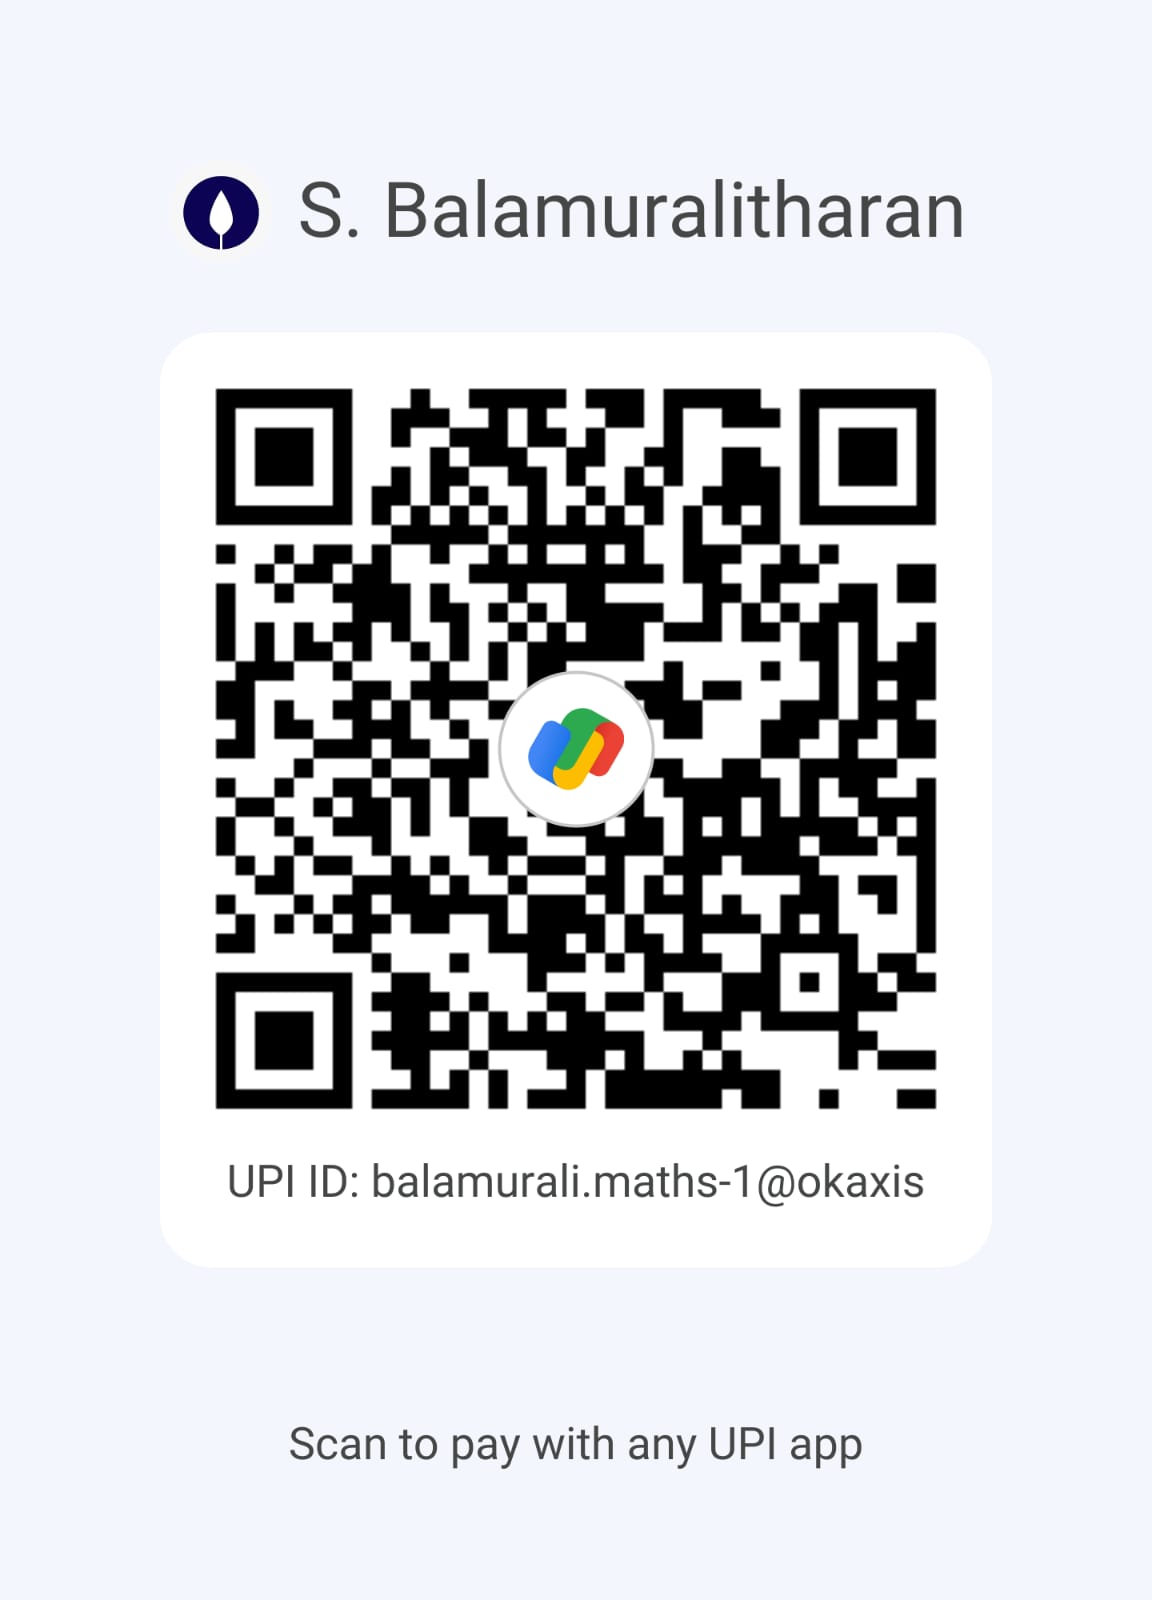 S. Balamuralitharan
UPI ID: balamurali.maths-1@okaxis
Scan to pay with any UPI app